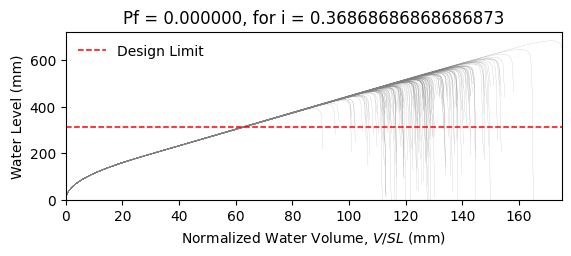 Pf = 0.000000, for i = 0.36868686868686873
Design Limit
Water Level (mm)
600
400
200
0
0 20 40 60 80 100 120 140 160
Normalized Water Volume, V/SL (mm)